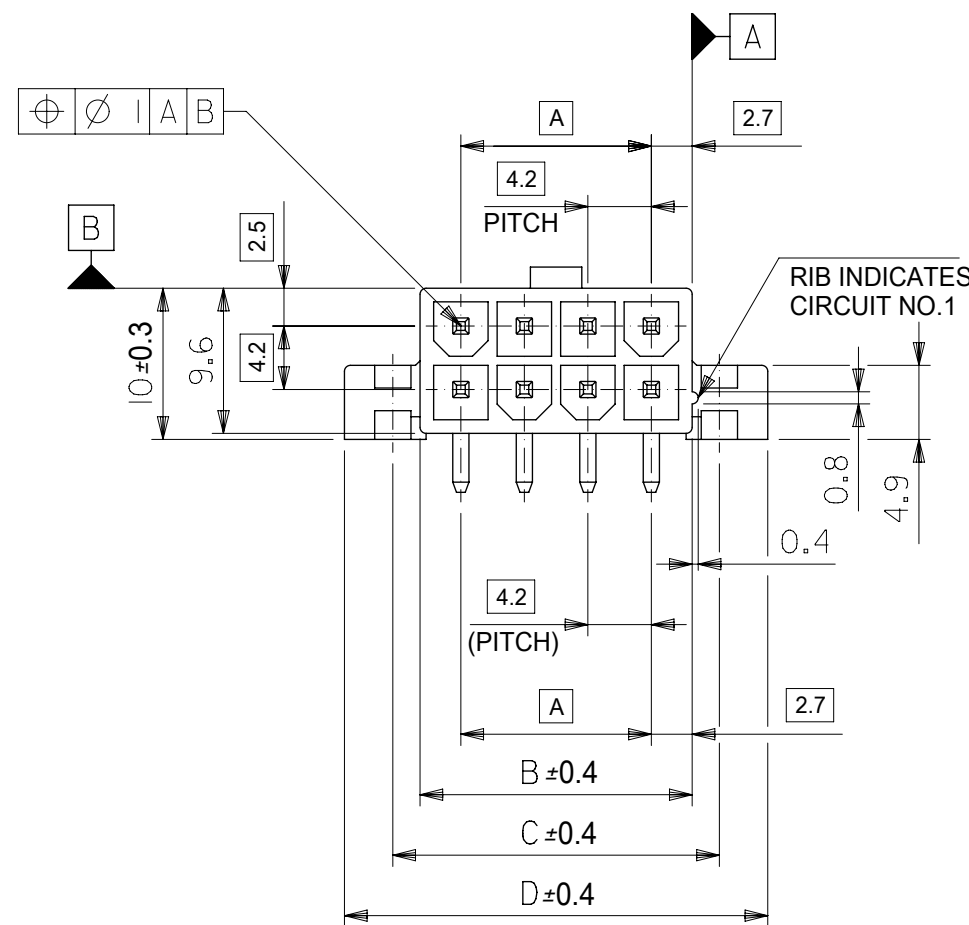 A
⌖ ⌀ 1 A B
A
2.7
4.2
PITCH
B
2.5
RIB INDICATES
CIRCUIT NO.1
10±0.3
9.6
4.2
0.8
4.9
0.4
4.2
(PITCH)
A
2.7
B±0.4
C±0.4
D±0.4